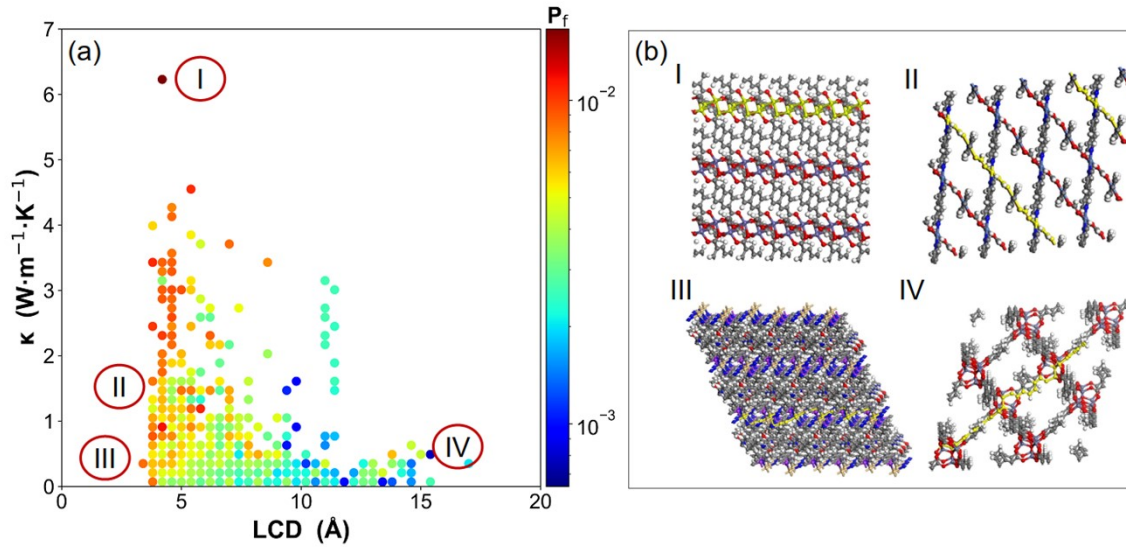 (a)
P_f
7
6
5
4
3
2
1
0
κ (W·m⁻¹·K⁻¹)
I
II
III
IV
10⁻²
10⁻³
0 5 10 15 20
LCD (Å)
(b)
I II
III IV